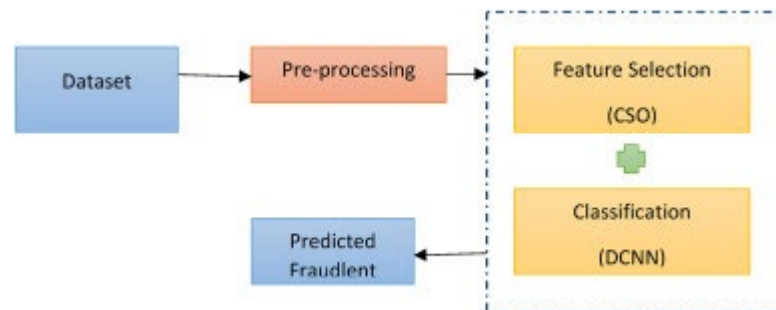 Dataset
Pre-processing
Feature Selection
(CSO)
Classification
(DCNN)
Predicted
Fraudlent